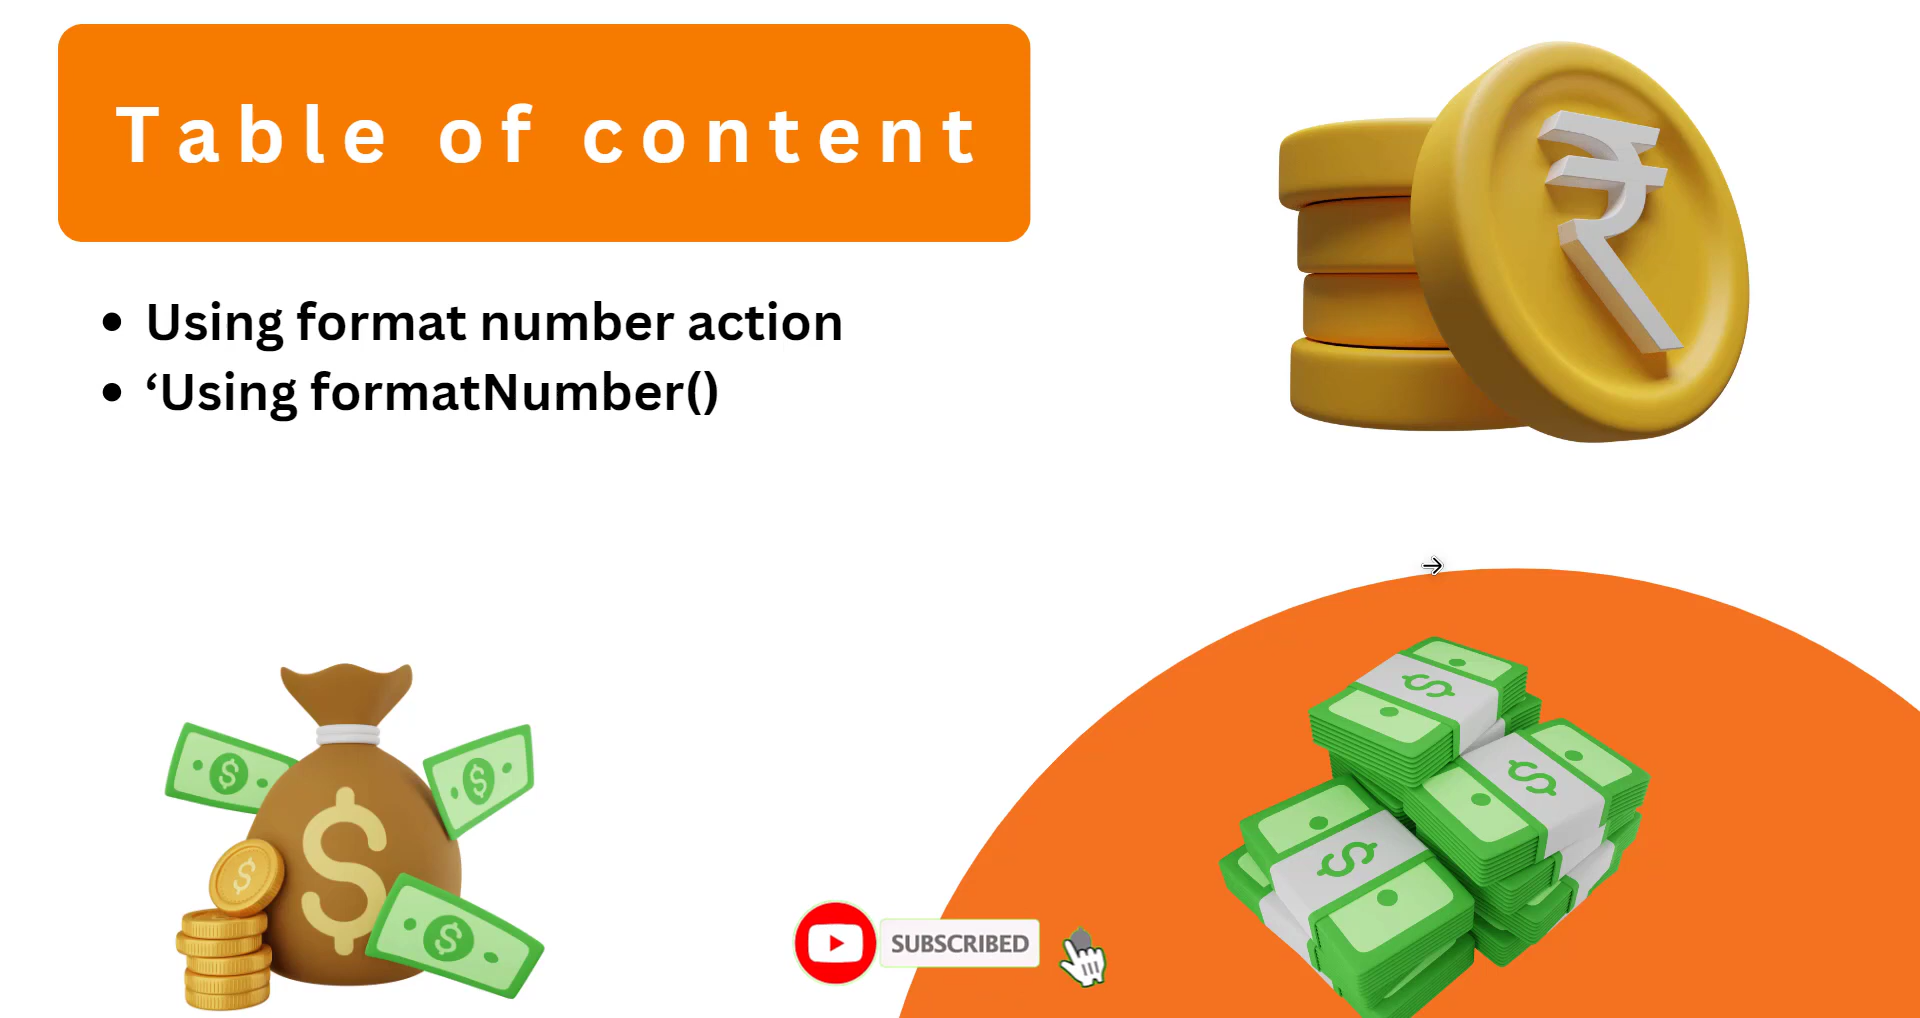 Table of content
• Using format number action
• ‘Using formatNumber()
₹
$
$
$
$
$
$
$
$
SUBSCRIBED